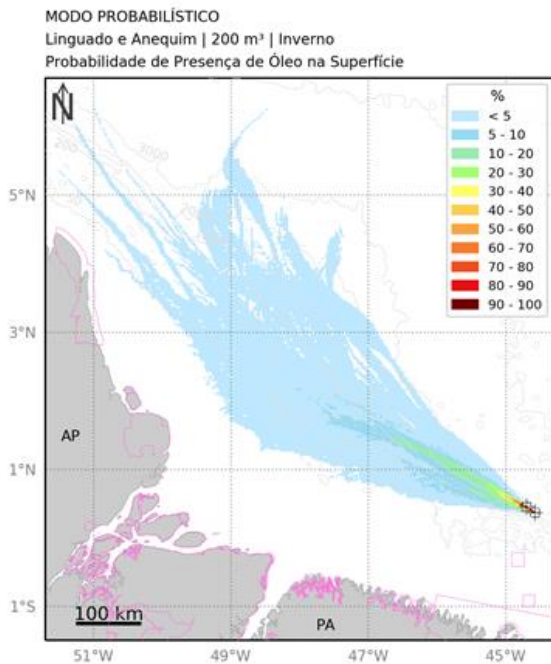 MODO PROBABILÍSTICO
Linguado e Anequim | 200 m³ | Inverno
Probabilidade de Presença de Óleo na Superfície
N
%
< 5
5 - 10
10 - 20
20 - 30
30 - 40
40 - 50
50 - 60
60 - 70
70 - 80
80 - 90
90 - 100
3000
200
5°N
3°N
AP
1°N
1°S
100 km
PA
51°W
49°W
47°W
45°W